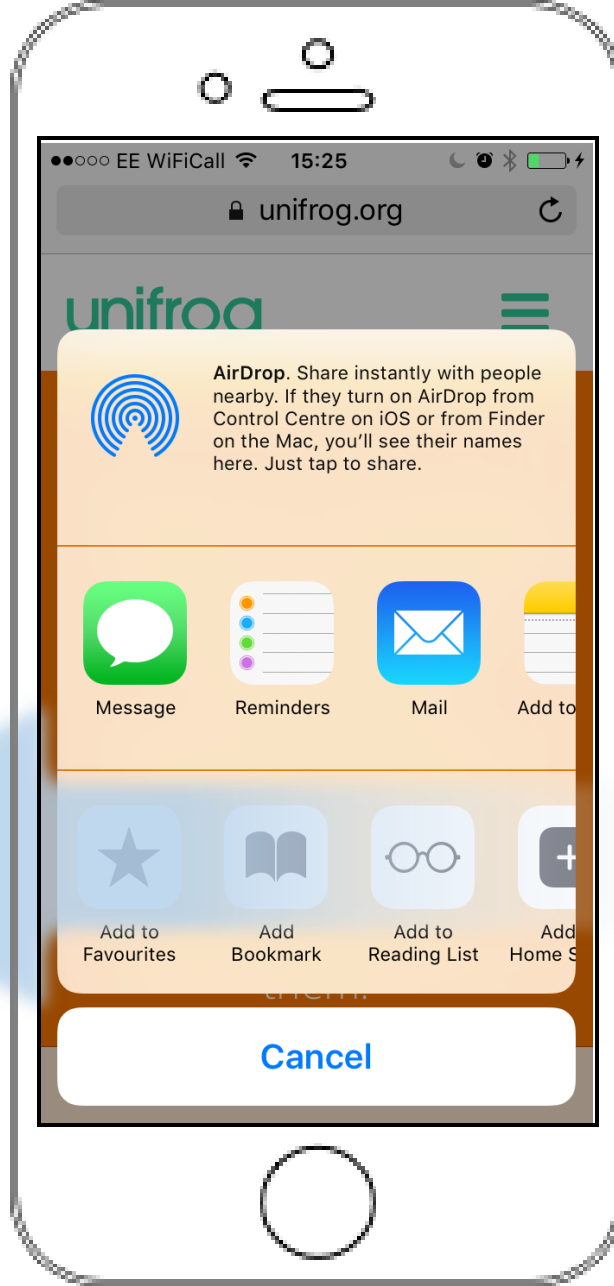 EE WiFiCall 15:25
unifrog.org
unifrog
AirDrop. Share instantly with people
nearby. If they turn on AirDrop from
Control Centre on iOS or from Finder
on the Mac, you’ll see their names
here. Just tap to share.
Message Reminders Mail Add to
Add to Add Add to Add
Favourites Bookmark Reading List Home S
them.
Cancel